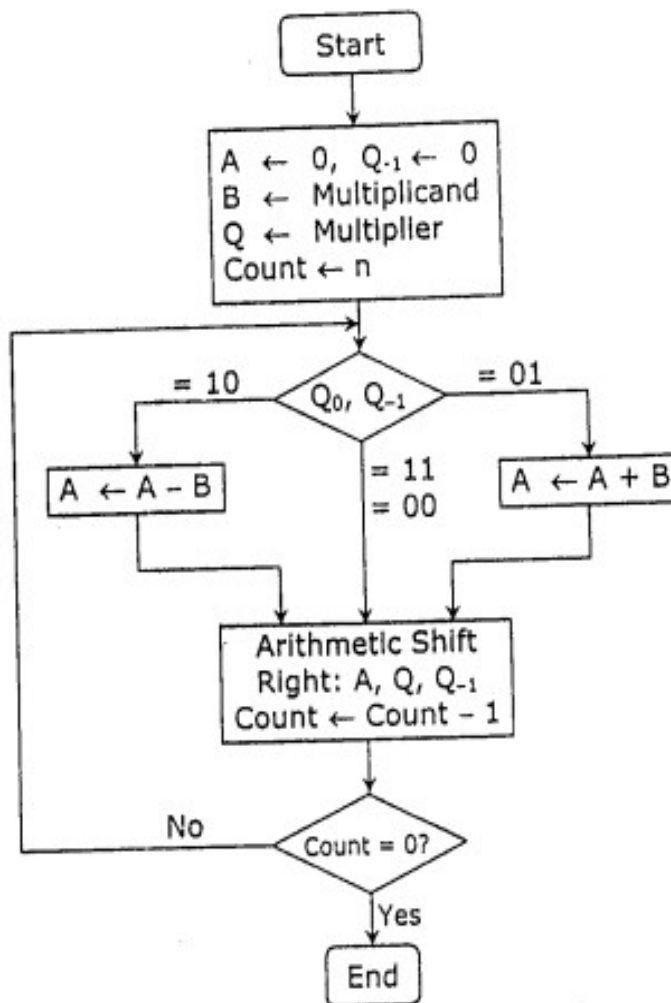 Start
A ← 0, Q₋₁ ← 0
B ← Multiplicand
Q ← Multiplier
Count ← n
= 10
Q₀, Q₋₁
= 01
A ← A – B
= 11
= 00
A ← A + B
Arithmetic Shift
Right: A, Q, Q₋₁
Count ← Count – 1
No
Count = 0?
Yes
End